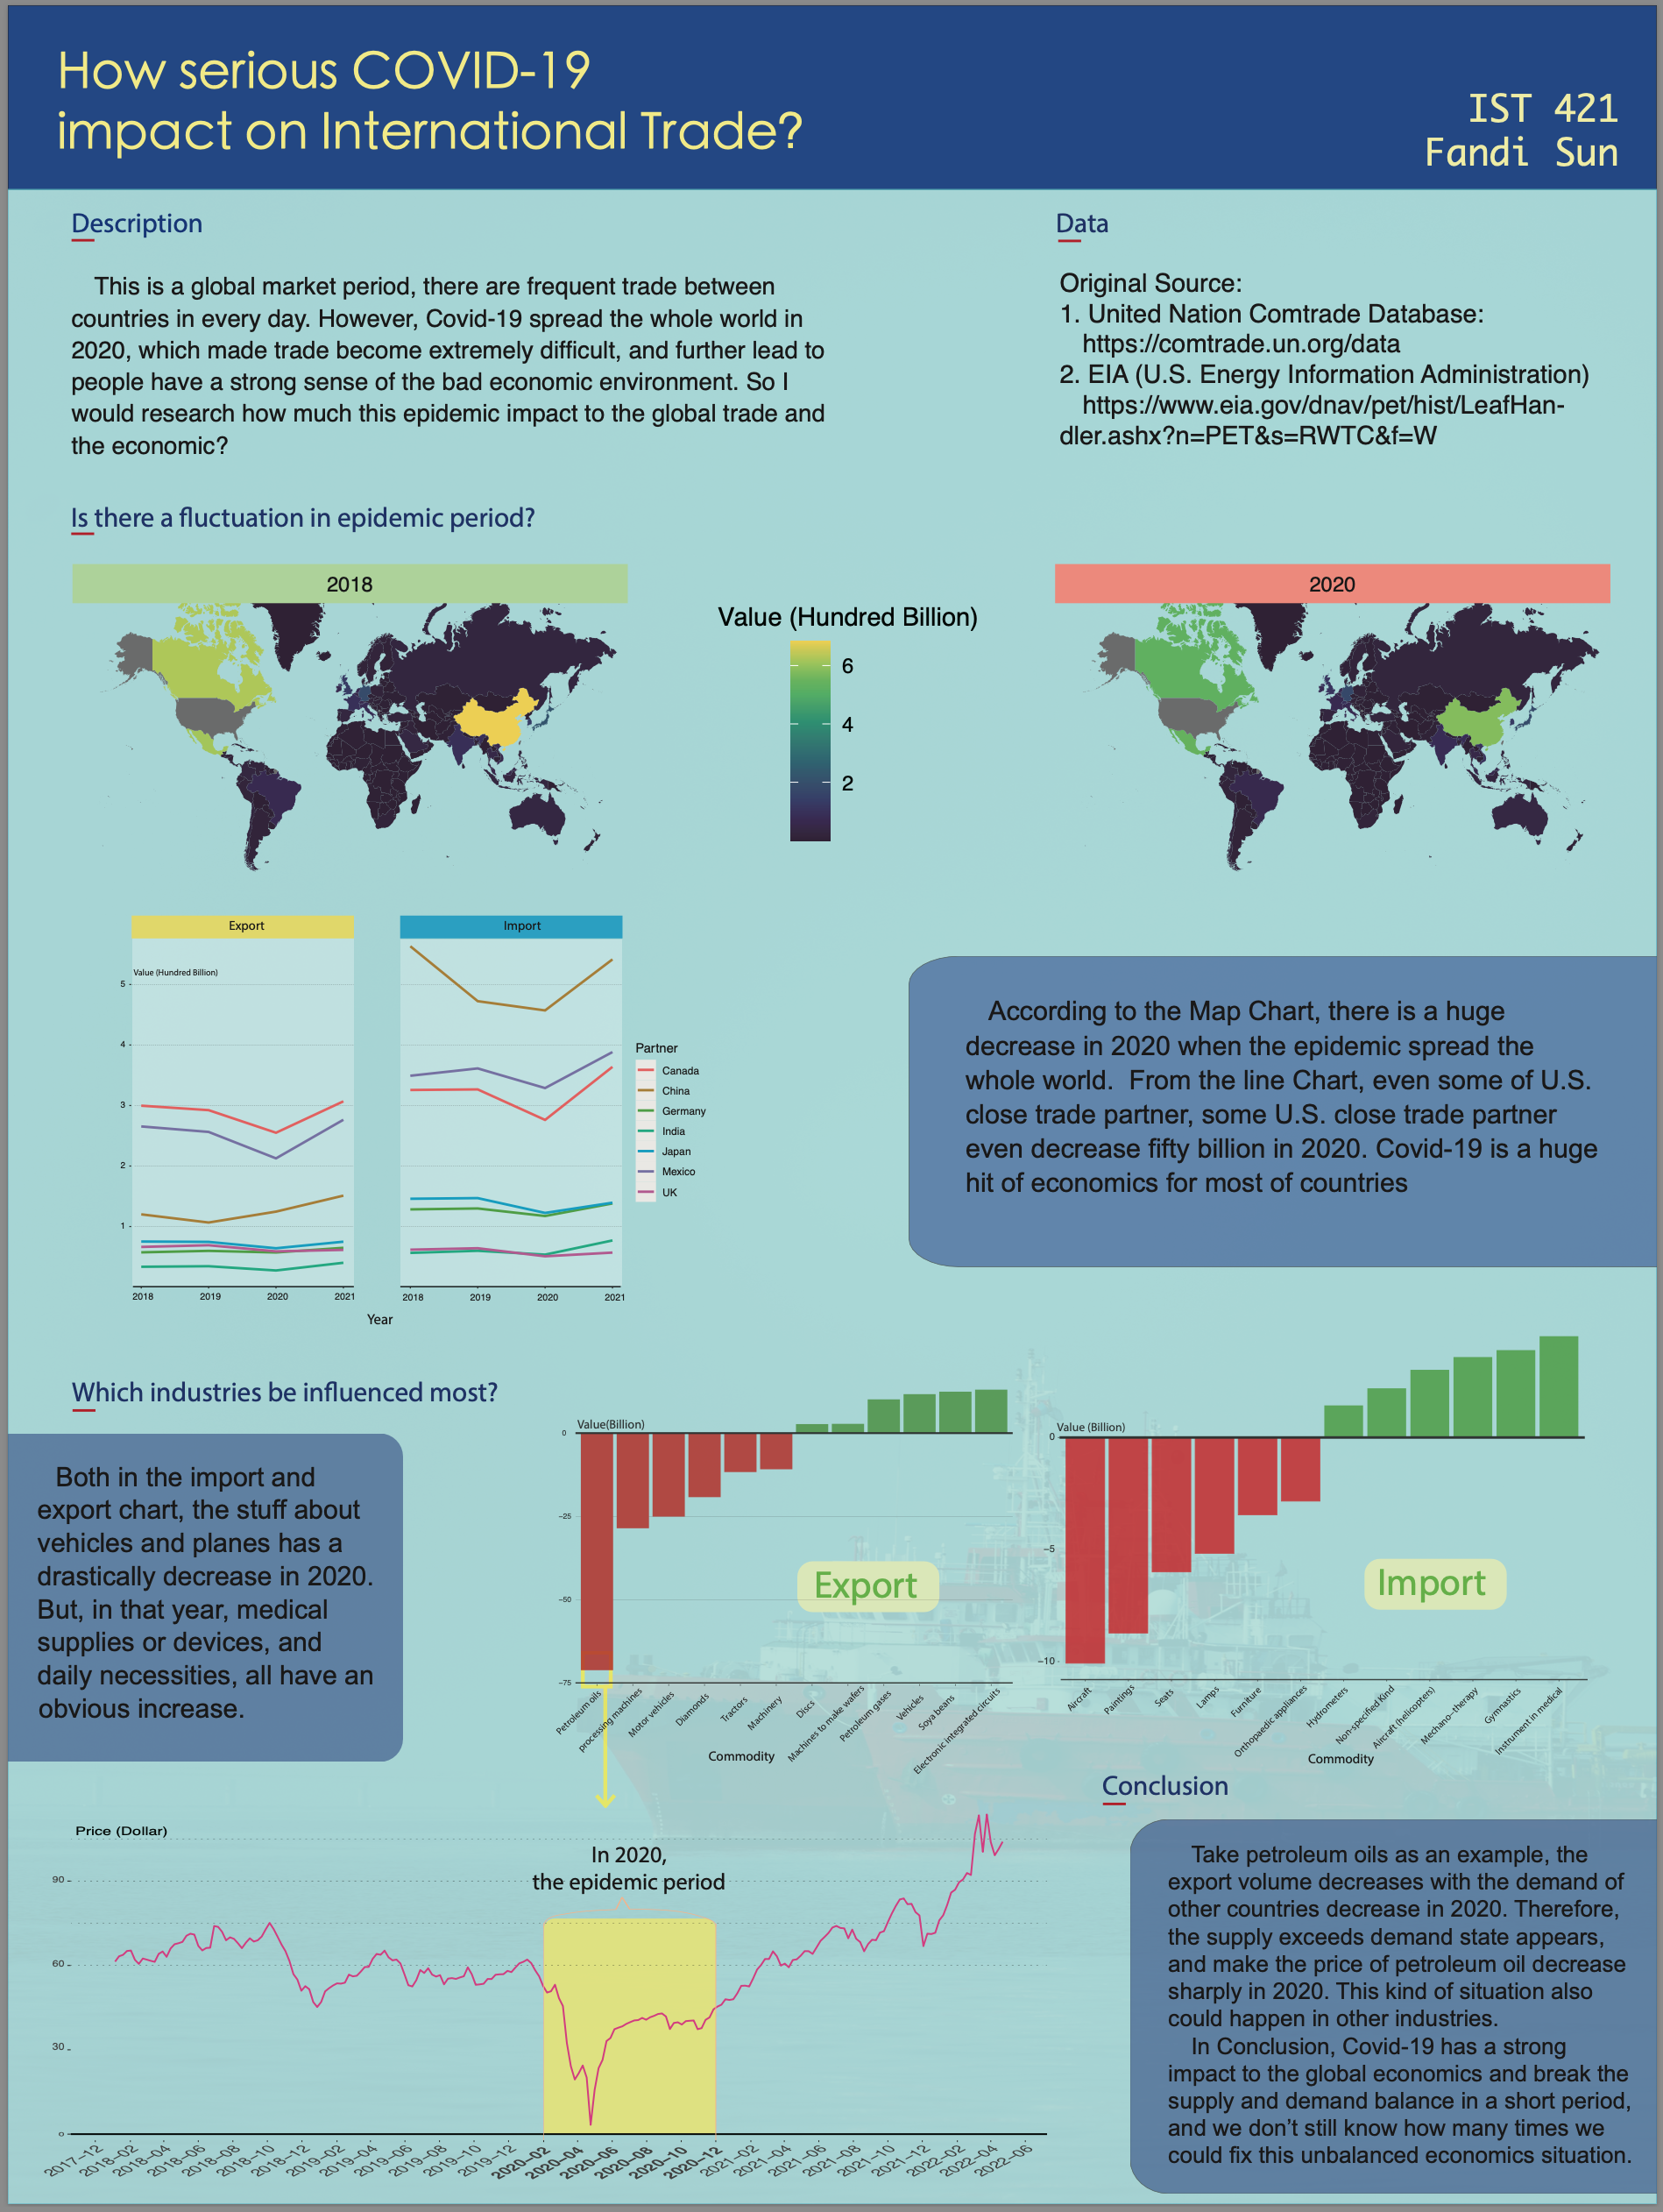 How serious COVID-19
impact on International Trade?
IST 421
Fandi Sun
Description
This is a global market period, there are frequent trade between
countries in every day. However, Covid-19 spread the whole world in
2020, which made trade become extremely difficult, and further lead to
people have a strong sense of the bad economic environment. So I
would research how much this epidemic impact to the global trade and
the economic?
Data
Original Source:
1. United Nation Comtrade Database:
https://comtrade.un.org/data
2. EIA (U.S. Energy Information Administration)
https://www.eia.gov/dnav/pet/hist/LeafHan-
dler.ashx?n=PET&s=RWTC&f=W
Is there a fluctuation in epidemic period?
2018
Value (Hundred Billion)
6
4
2
2020
Export
Value (Hundred Billion)
5
4
3
2
1
2018
2019
2020
2021
Import
2018
2019
2020
2021
Year
Partner
Canada
China
Germany
India
Japan
Mexico
UK
According to the Map Chart, there is a huge
decrease in 2020 when the epidemic spread the
whole world. From the line Chart, even some of U.S.
close trade partner, some U.S. close trade partner
even decrease fifty billion in 2020. Covid-19 is a huge
hit of economics for most of countries
Which industries be influenced most?
Both in the import and
export chart, the stuff about
vehicles and planes has a
drastically decrease in 2020.
But, in that year, medical
supplies or devices, and
daily necessities, all have an
obvious increase.
Value(Billion)
0
−25
−50
−75
Export
Petroleum oils
processing machines
Motor vehicles
Diamonds
Tractors
Machinery
Discs
Machines to make wafers
Petroleum gases
Vehicles
Soya beans
Electronic integrated circuits
Commodity
Value (Billion)
0
−5
−10
Import
Aircraft
Paintings
Seats
Lamps
Furniture
Orthopaedic appliances
Hydrometers
Non-specified Kind
Aircraft (helicopters)
Mechano−therapy
Gymnastics
Instrument in medical
Commodity
Price (Dollar)
90
60
30
0
In 2020,
the epidemic period
2017−12
2018−02
2018−04
2018−06
2018−08
2018−10
2018−12
2019−02
2019−04
2019−06
2019−08
2019−10
2019−12
2020−02
2020−04
2020−06
2020−08
2020−10
2020−12
2021−02
2021−04
2021−06
2021−08
2021−10
2021−12
2022−02
2022−04
2022−06
Conclusion
Take petroleum oils as an example, the
export volume decreases with the demand of
other countries decrease in 2020. Therefore,
the supply exceeds demand state appears,
and make the price of petroleum oil decrease
sharply in 2020. This kind of situation also
could happen in other industries.
In Conclusion, Covid-19 has a strong
impact to the global economics and break the
supply and demand balance in a short period,
and we don't still know how many times we
could fix this unbalanced economics situation.